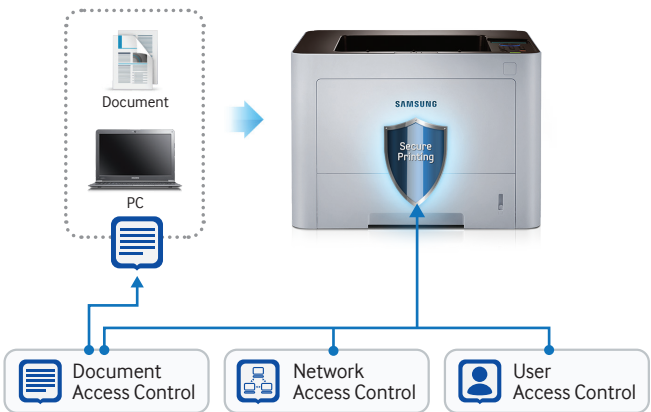 Document
PC
SAMSUNG
Secure
Printing
Document
Access Control
Network
Access Control
User
Access Control